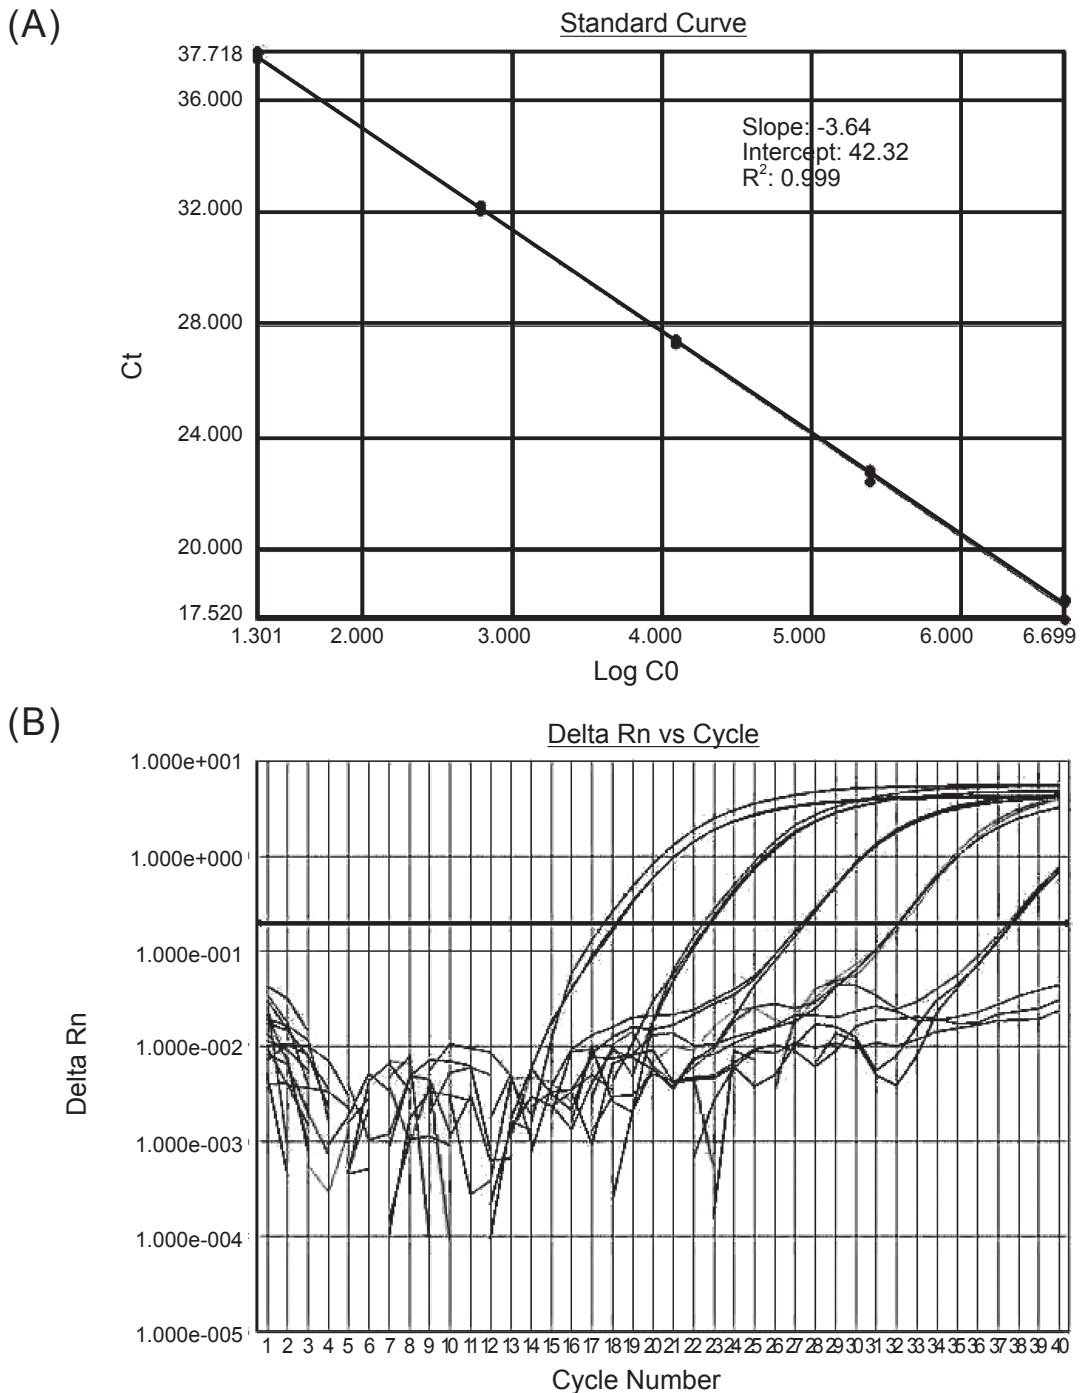 (A)
Standard Curve
37.718
36.000
32.000
28.000
24.000
20.000
17.520
Ct
Slope: -3.64
Intercept: 42.32
R²: 0.999
1.301 2.000 3.000 4.000 5.000 6.000 6.699
Log C0
(B)
Delta Rn vs Cycle
1.000e+001
1.000e+000
1.000e-001
1.000e-002
1.000e-003
1.000e-004
1.000e-005
Delta Rn
1 2 3 4 5 6 7 8 9 10 11 12 13 14 15 16 17 18 19 20 21 22 23 24 25 26 27 28 29 30 31 32 33 34 35 36 37 38 39 40
Cycle Number